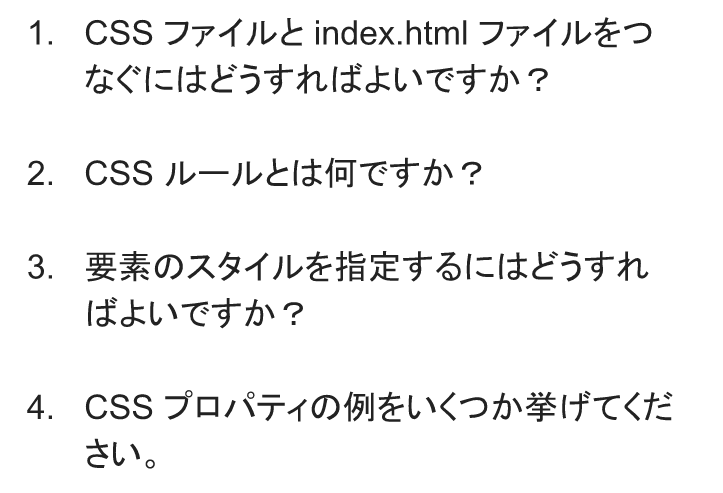 1. CSS ファイルと index.html ファイルをつ
なぐにはどうすればよいですか？
2. CSS ルールとは何ですか？
3. 要素のスタイルを指定するにはどうすれ
ばよいですか？
4. CSS プロパティの例をいくつか挙げてくだ
さい。